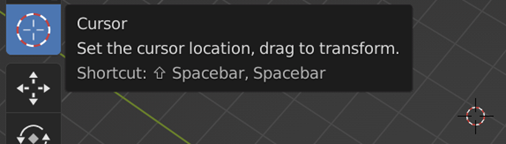 Cursor
Set the cursor location, drag to transform.
Shortcut: ⇧ Spacebar, Spacebar